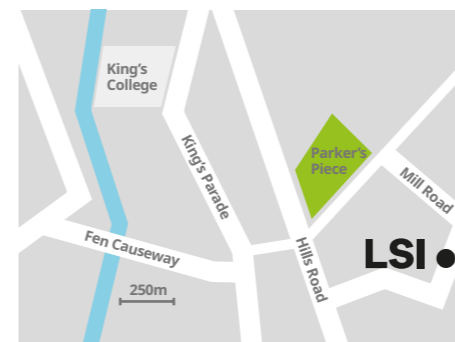 King's
College
King's Parade
Parker's
Piece
Mill Road
Fen Causeway
Hills Road
LSI
250m